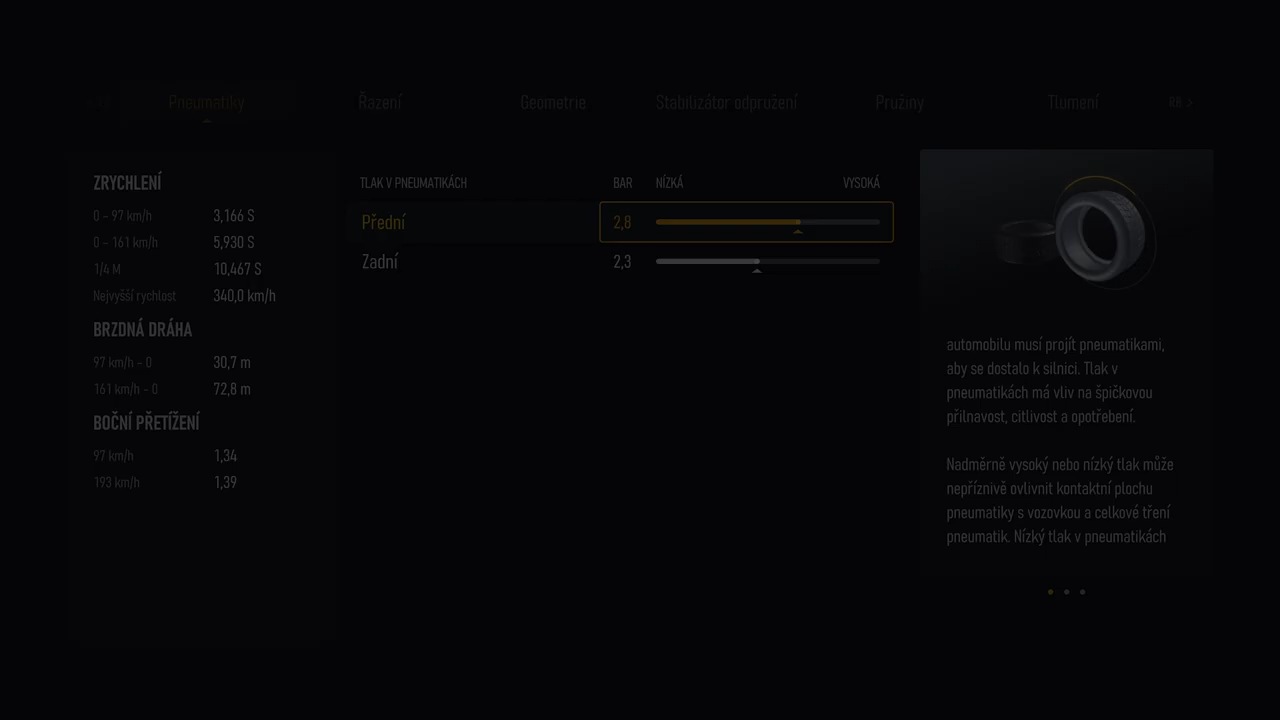 Pneumatiky
Řazení
Geometrie
Stabilizátor odpružení
Pružiny
Tlumení
RR >
ZRYCHLENÍ
0 – 97 km/h 3,166 S
0 – 161 km/h 5,930 S
1/4 M 10,467 S
Nejvyšší rychlost 340,0 km/h
BRZDNÁ DRÁHA
97 km/h – 0 30,7 m
161 km/h – 0 72,8 m
BOČNÍ PŘETÍŽENÍ
97 km/h 1,34
193 km/h 1,39
TLAK V PNEUMATIKÁCH BAR NÍZKÁ VYSOKÁ
Přední 2,8
Zadní 2,3
automobilu musí projít pneumatikami,
aby se dostalo k silnici. Tlak v
pneumatikách má vliv na špičkovou
přilnavost, citlivost a opotřebení.
Nadměrně vysoký nebo nízký tlak může
nepříznivě ovlivnit kontaktní plochu
pneumatiky s vozovkou a celkové tření
pneumatik. Nízký tlak v pneumatikách